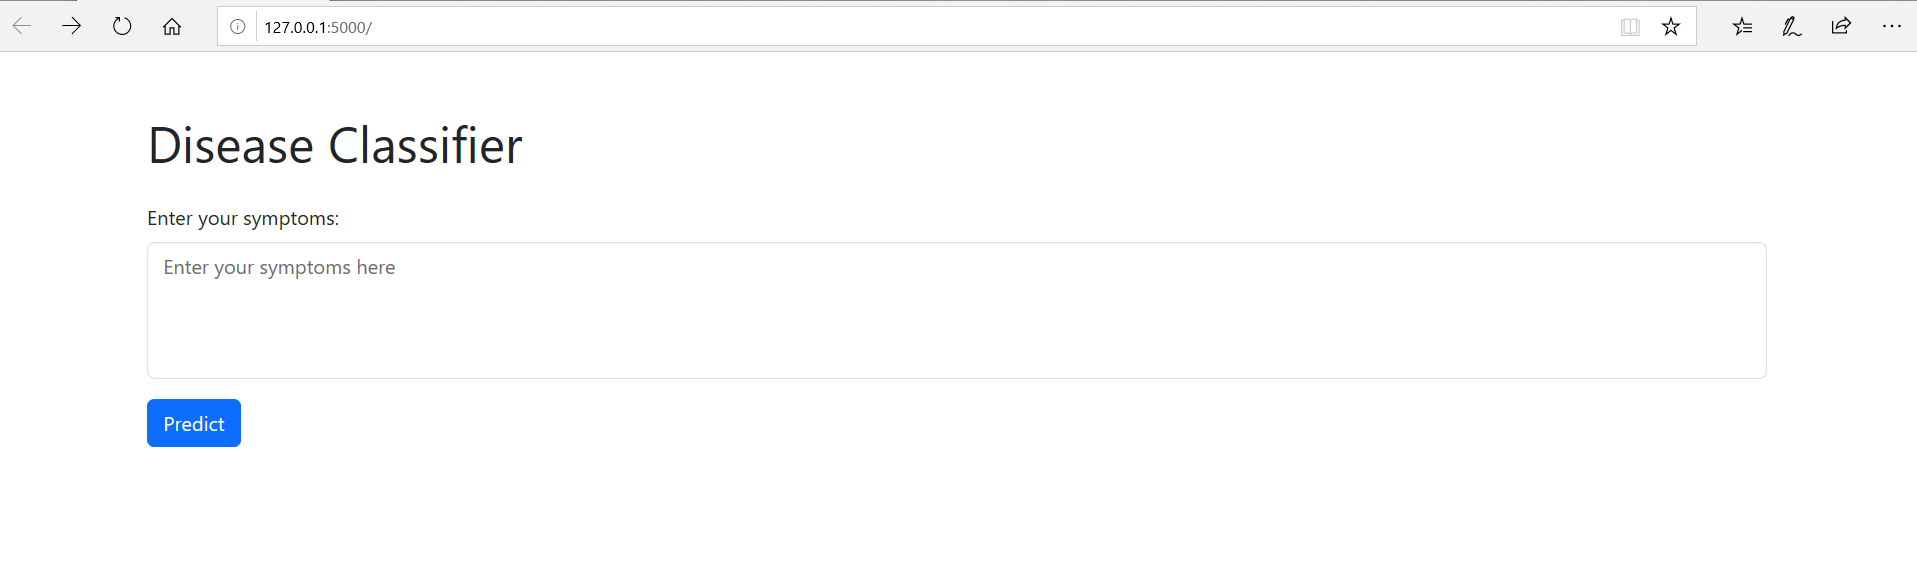 127.0.0.1:5000/
Disease Classifier
Enter your symptoms:
Enter your symptoms here
Predict